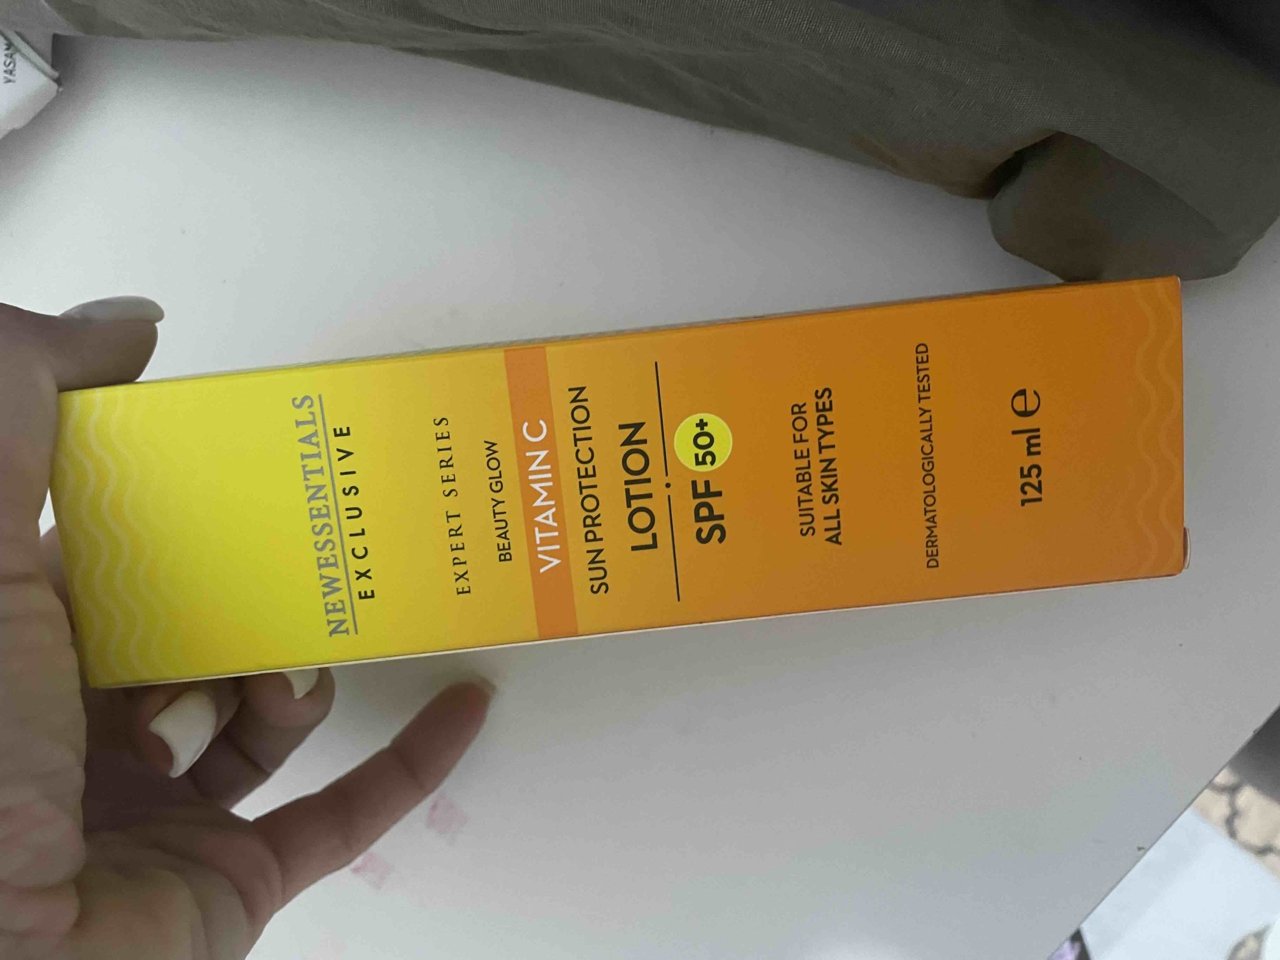 NEWESSENTIALS
EXCLUSIVE
EXPERT SERIES
BEAUTY GLOW
VITAMIN C
SUN PROTECTION
LOTION
SPF 50+
SUITABLE FOR
ALL SKIN TYPES
DERMATOLOGICALLY TESTED
125 ml e